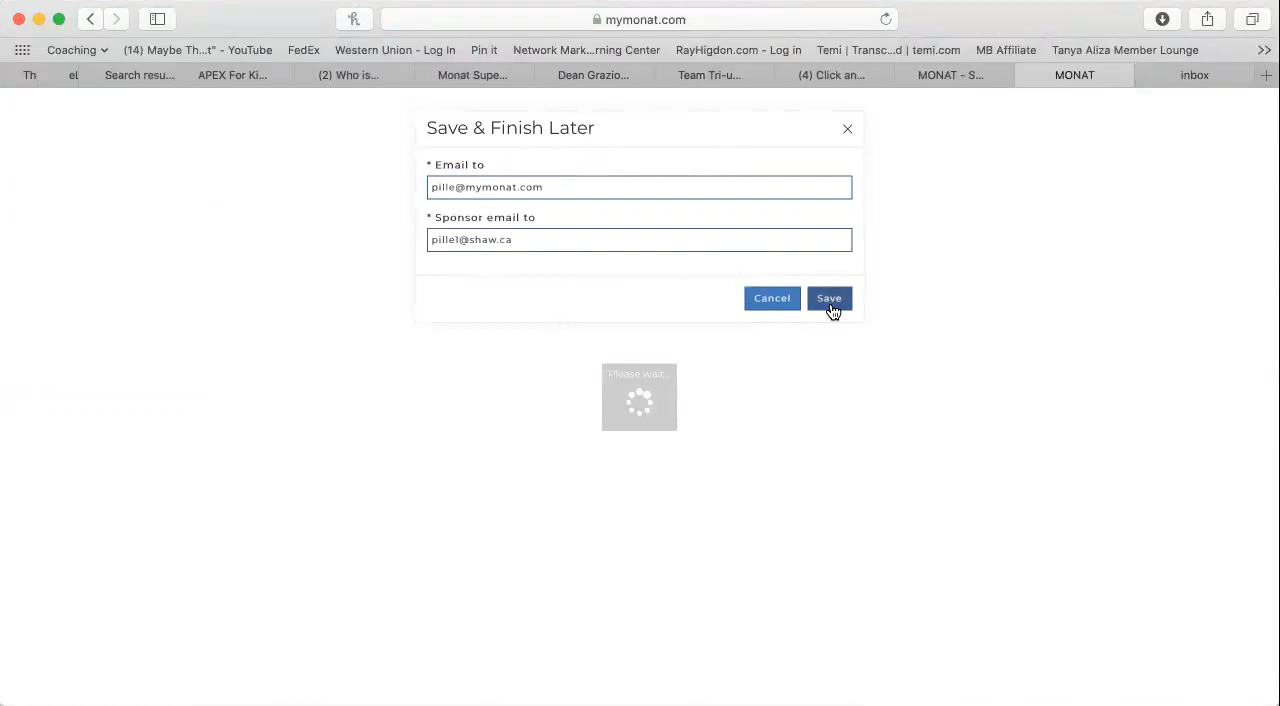 mymonat.com
Coaching (14) Maybe Th...t" - YouTube FedEx Western Union - Log In Pin it Network Mark...rning Center RayHigdon.com - Log in Temi | Transc...d | temi.com MB Affiliate Tanya Aliza Member Lounge
Th el Search resu... APEX For Ki... (2) Who is... Monat Supe... Dean Grazio... Team Tri-u... (4) Click an... MONAT - S... MONAT inbox
Save & Finish Later
* Email to
pille@mymonat.com
* Sponsor email to
pille1@shaw.ca
Cancel Save
Please wait...